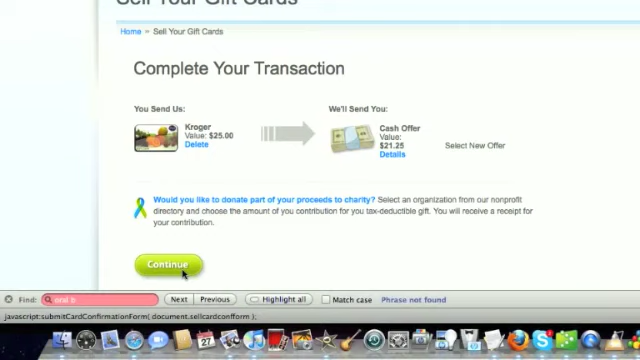 Sell Your Gift Cards
Home » Sell Your Gift Cards
Complete Your Transaction
You Send Us:
We'll Send You:
Kroger
Value: $25.00
Delete
Cash Offer
Value:
$21.25
Details
Select New Offer
Would you like to donate part of your proceeds to charity? Select an organization from our nonprofit
directory and choose the amount of you contribution for you tax-deductible gift. You will receive a receipt for
your contribution.
Continue
Find: oral b Next Previous Highlight all Match case Phrase not found
javascript:submitCardConfirmationForm( document.sellcardconfform );
27